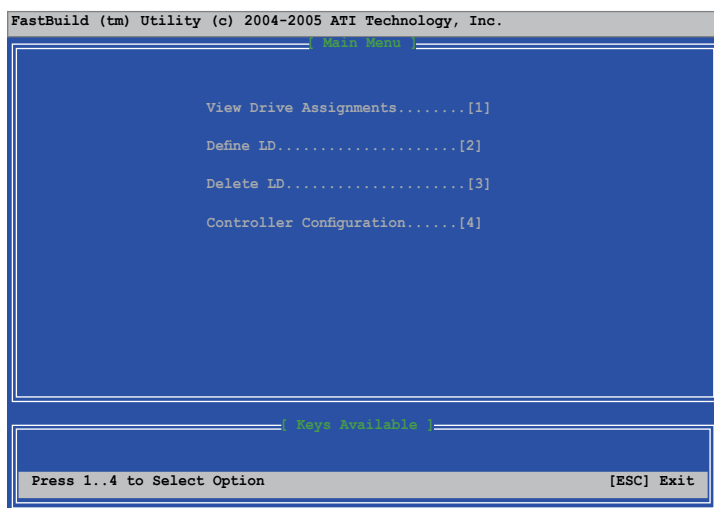 FastBuild (tm) Utility (c) 2004-2005 ATI Technology, Inc.
[ Main Menu ]
View Drive Assignments........[1]
Define LD......................[2]
Delete LD......................[3]
Controller Configuration......[4]
[ Keys Available ]
Press 1..4 to Select Option [ESC] Exit